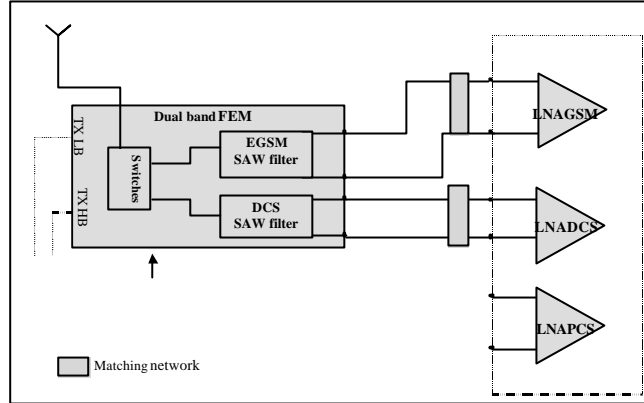 Dual band FEM
TX LB
TX HB
Switches
EGSM
SAW filter
DCS
SAW filter
LNAGSM
LNADCS
LNAPCS
Matching network